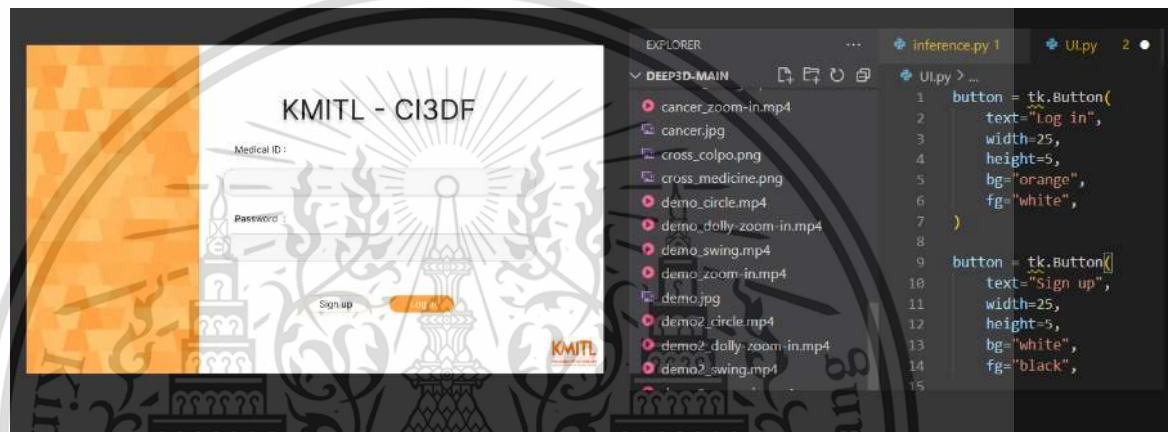 KMITL - CI3DF
Medical ID :
Password :
Sign up
Log in
KMITL
EXPLORER
DEEP3D-MAIN
cancer_zoom-in.mp4
cancer.jpg
cross_colpo.png
cross_medicine.png
demo_circle.mp4
demo_dolly-zoom-in.mp4
demo_swing.mp4
demo_zoom-in.mp4
demo.jpg
demo2_circle.mp4
demo2_dolly-zoom-in.mp4
demo2_swing.mp4
inference.py 1
UI.py 2
UI.py > ...
1 button = tk.Button(
2 text="Log in",
3 width=25,
4 height=5,
5 bg="orange",
6 fg="white",
7 )
8
9 button = tk.Button(
10 text="Sign up",
11 width=25,
12 height=5,
13 bg="white",
14 fg="black",
15